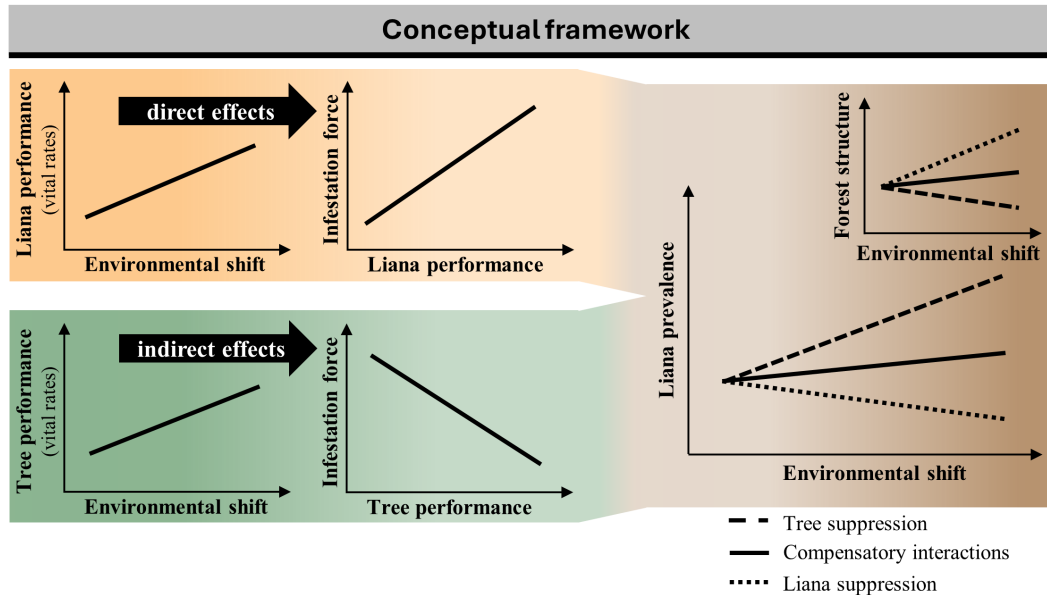 Conceptual framework
Liana performance
(vital rates)
direct effects
Environmental shift
Infestation force
Liana performance
Tree performance
(vital rates)
indirect effects
Environmental shift
Infestation force
Tree performance
Forest structure
Environmental shift
Liana prevalence
Environmental shift
Tree suppression
Compensatory interactions
Liana suppression